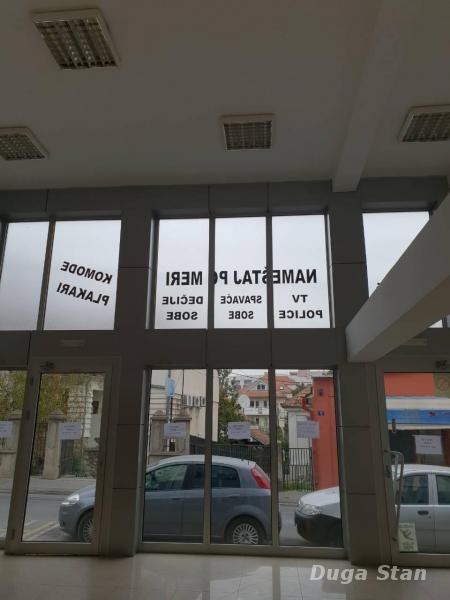 NAMEŠTAJ PO MERI
TV POLICE
SPAVAĆE SOBE
DEČIJE SOBE
KOMODE
PLAKARI
Duga Stan